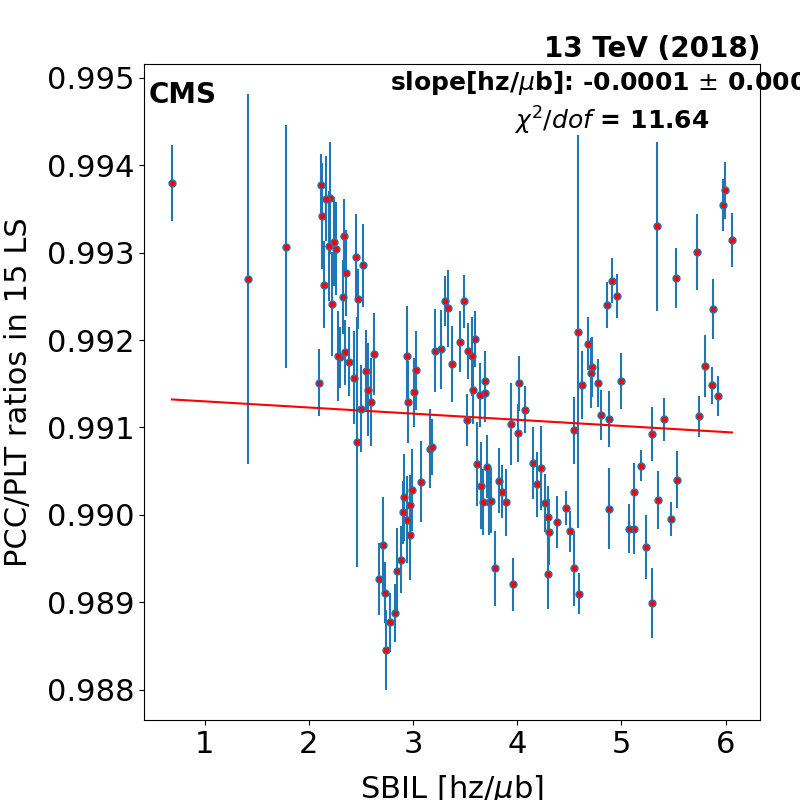 13 TeV (2018)
CMS
slope[hz/μb]: -0.0001 ± 0.000
χ²/dof = 11.64
PCC/PLT ratios in 15 LS
0.995
0.994
0.993
0.992
0.991
0.990
0.989
0.988
1 2 3 4 5 6
SBIL [hz/μb]